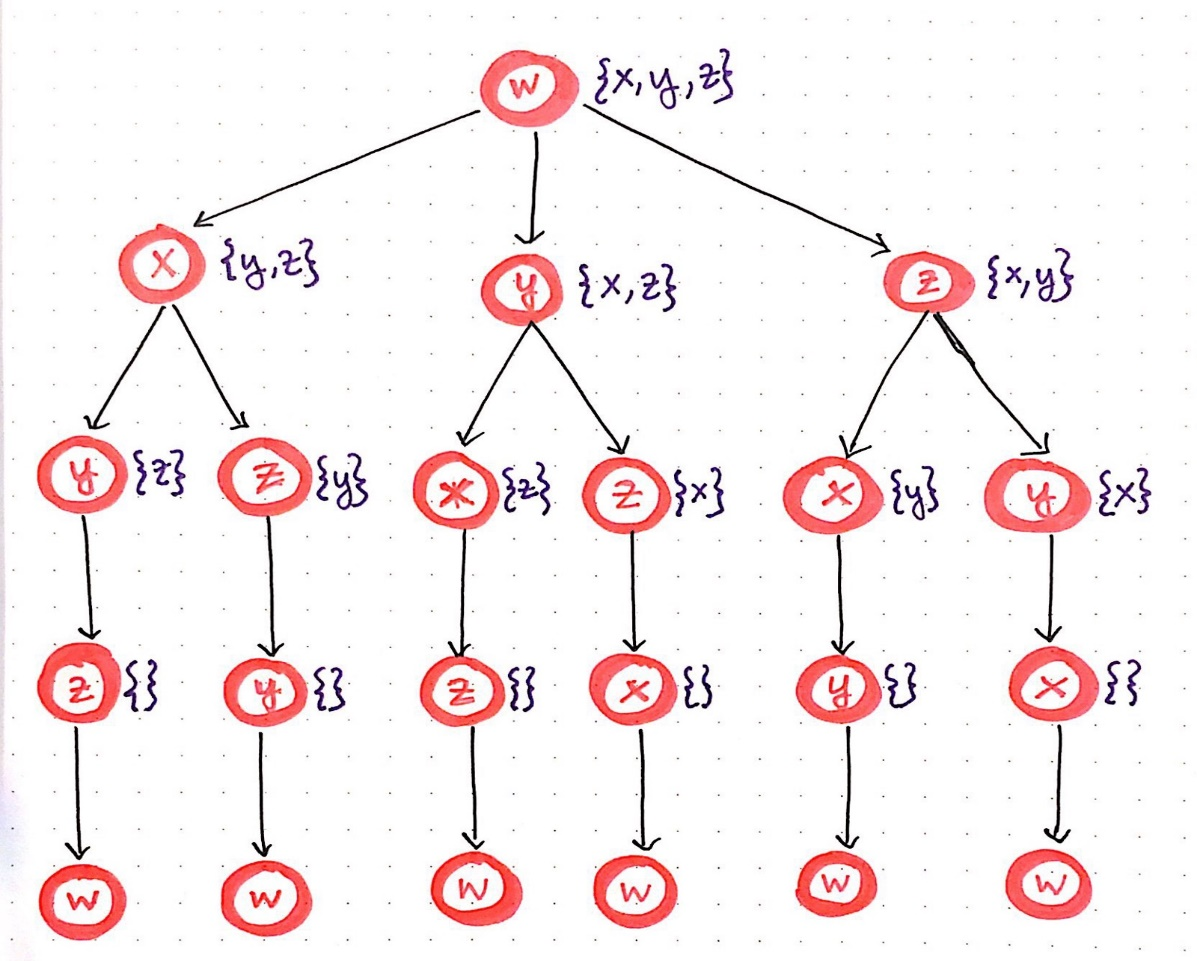 w {x,y,z}
x {y,z} y {x,z} z {x,y}
y {z} z {y} x {z} z {x} x {y} y {x}
z {} y {} z {} x {} y {} x {}
w w w w w w